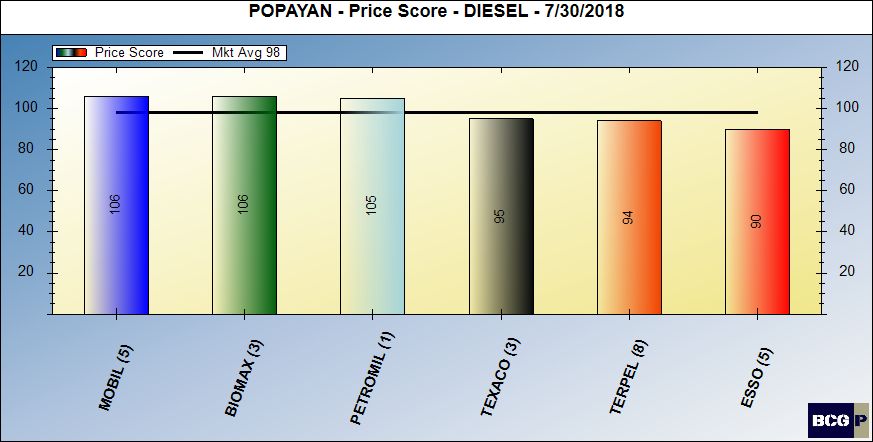 POPAYAN - Price Score - DIESEL - 7/30/2018
Price Score Mkt Avg 98
120 120
100 100
80 80
60 60
40 40
20 20
106 106 105 95 94 90
MOBIL (5) BIOMAX (3) PETROMIL (1) TEXACO (3) TERPEL (8) ESSO (5)
BCG P